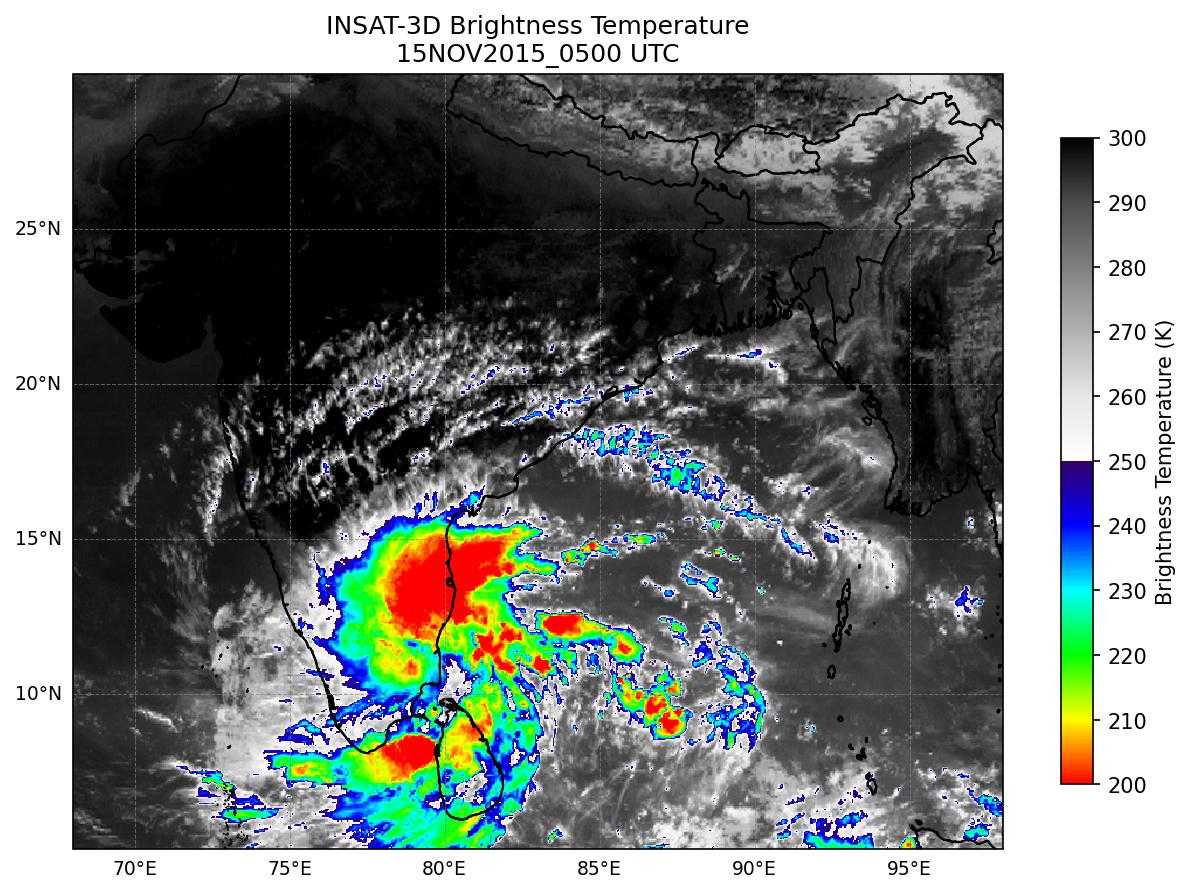 INSAT-3D Brightness Temperature
15NOV2015_0500 UTC
25°N
20°N
15°N
10°N
70°E
75°E
80°E
85°E
90°E
95°E
300
290
280
270
260
250
240
230
220
210
200
Brightness Temperature (K)